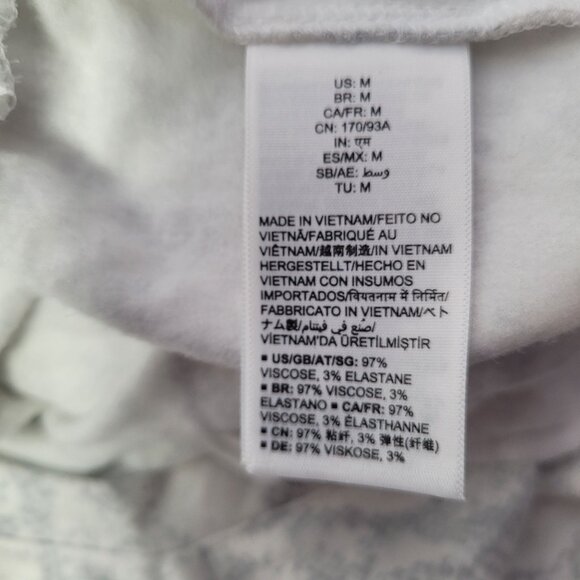 US: M
BR: M
CA/FR: M
CN: 170/93A
IN: एम
ES/MX: M
SB/AE: وسط
TU: M
MADE IN VIETNAM/FEITO NO
VIETNÃ/FABRIQUÉ AU
VIÊTNAM/越南制造/IN VIETNAM
HERGESTELLT/HECHO EN
VIETNAM CON INSUMOS
IMPORTADOS/वियतनाम में निर्मित/
FABBRICATO IN VIETNAM/ベト
ナム製/صُنع في فيتنام/
VİETNAM'DA ÜRETİLMİŞTİR
▪ US/GB/AT/SG: 97%
VISCOSE, 3% ELASTANE
▪ BR: 97% VISCOSE, 3%
ELASTANO ▪ CA/FR: 97%
VISCOSE, 3% ÉLASTHANNE
▪ CN: 97% 粘纤, 3% 弹性(纤维)
▪ DE: 97% VISKOSE, 3%